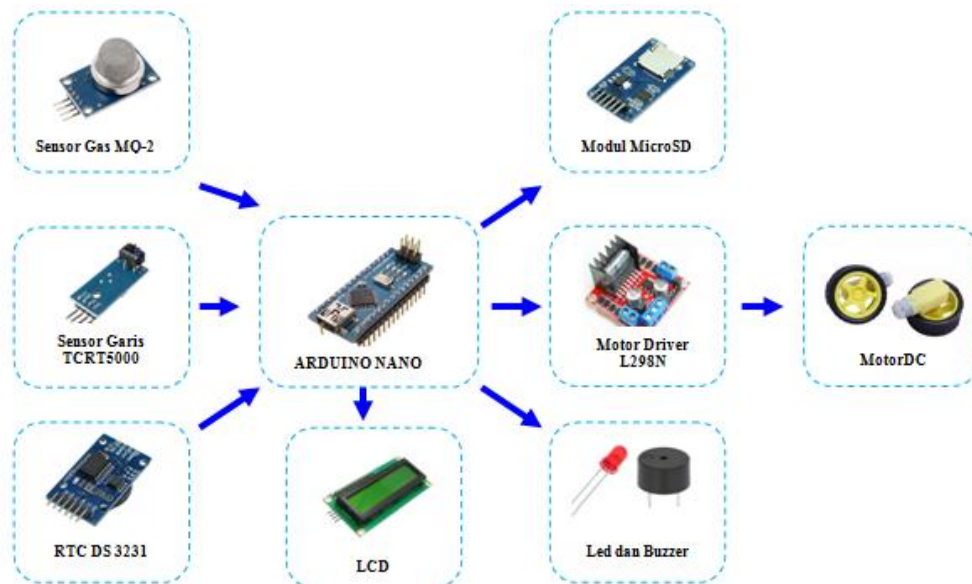 Sensor Gas MQ-2
Modul MicroSD
Sensor Garis
TCRT5000
ARDUINO NANO
Motor Driver
L298N
MotorDC
RTC DS 3231
LCD
Led dan Buzzer